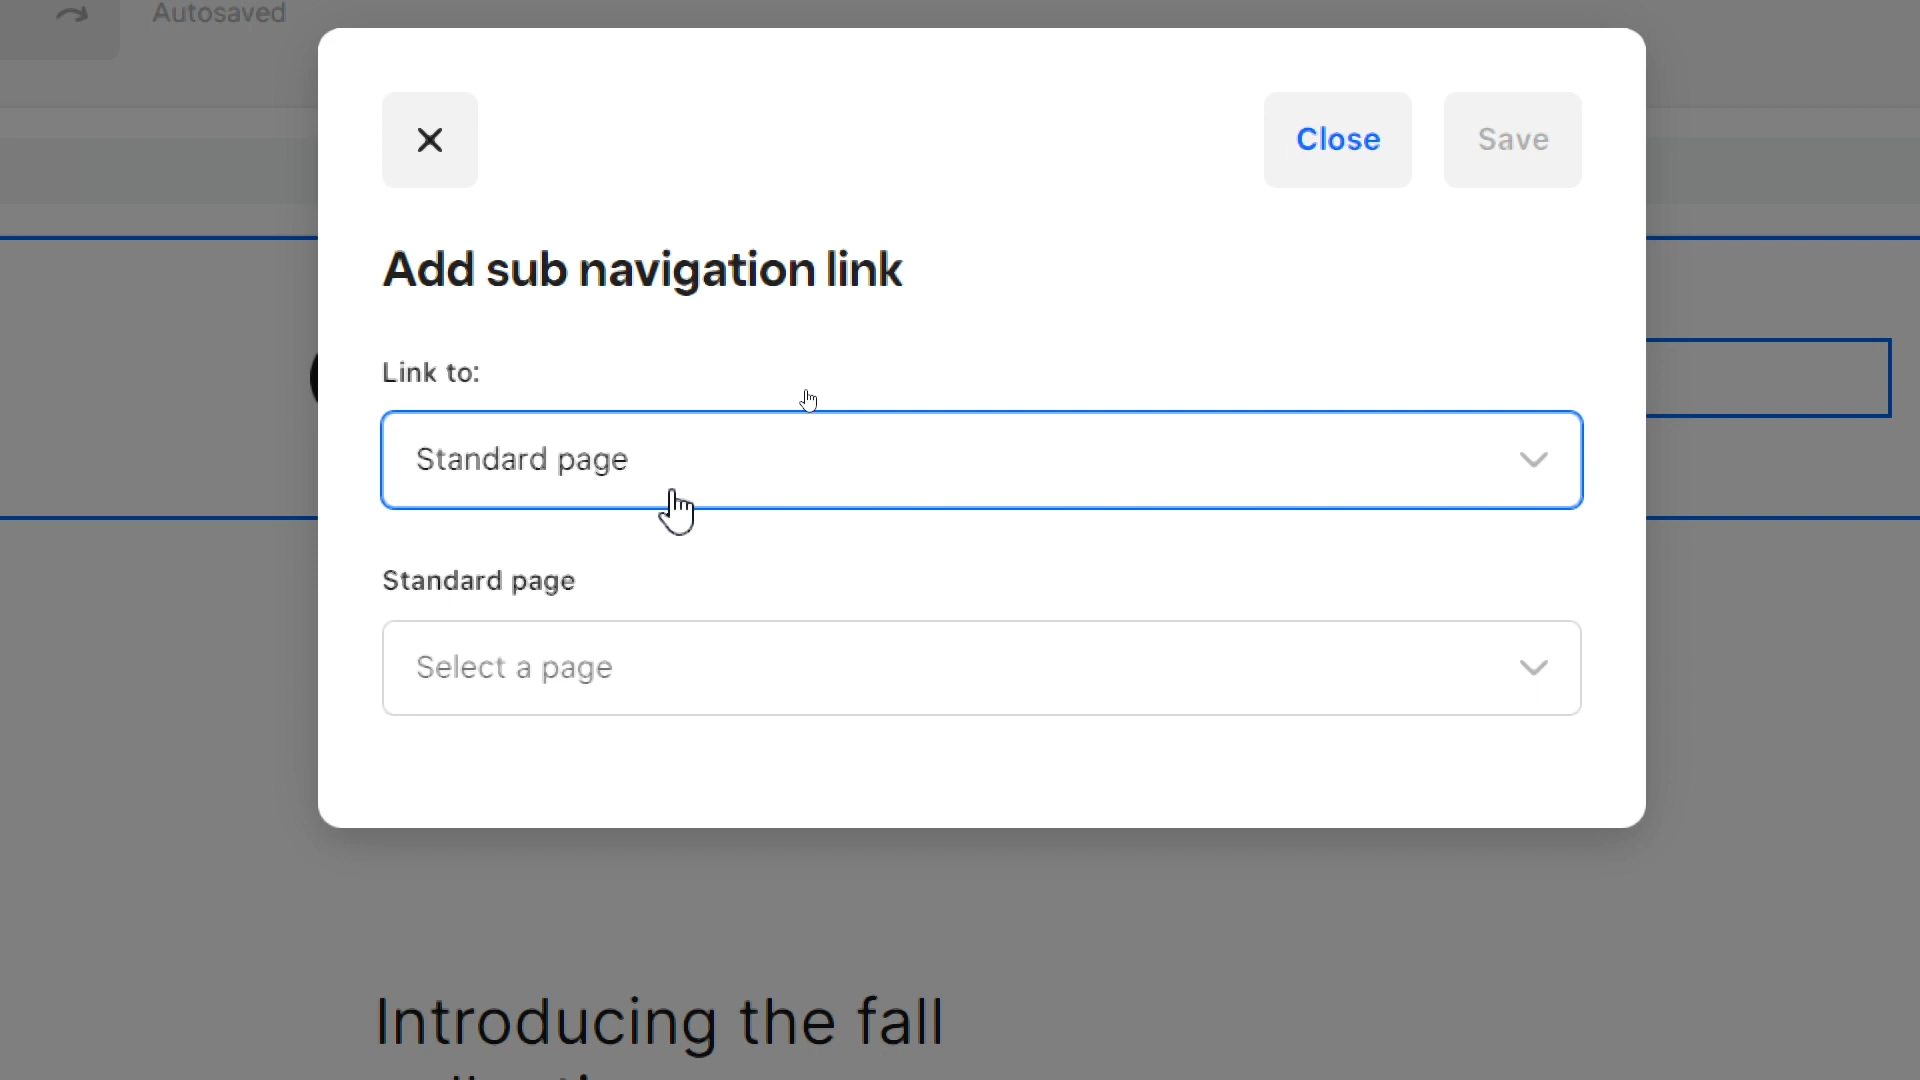 Autosaved
Close
Save
Add sub navigation link
Link to:
Standard page
Standard page
Select a page
Introducing the fall